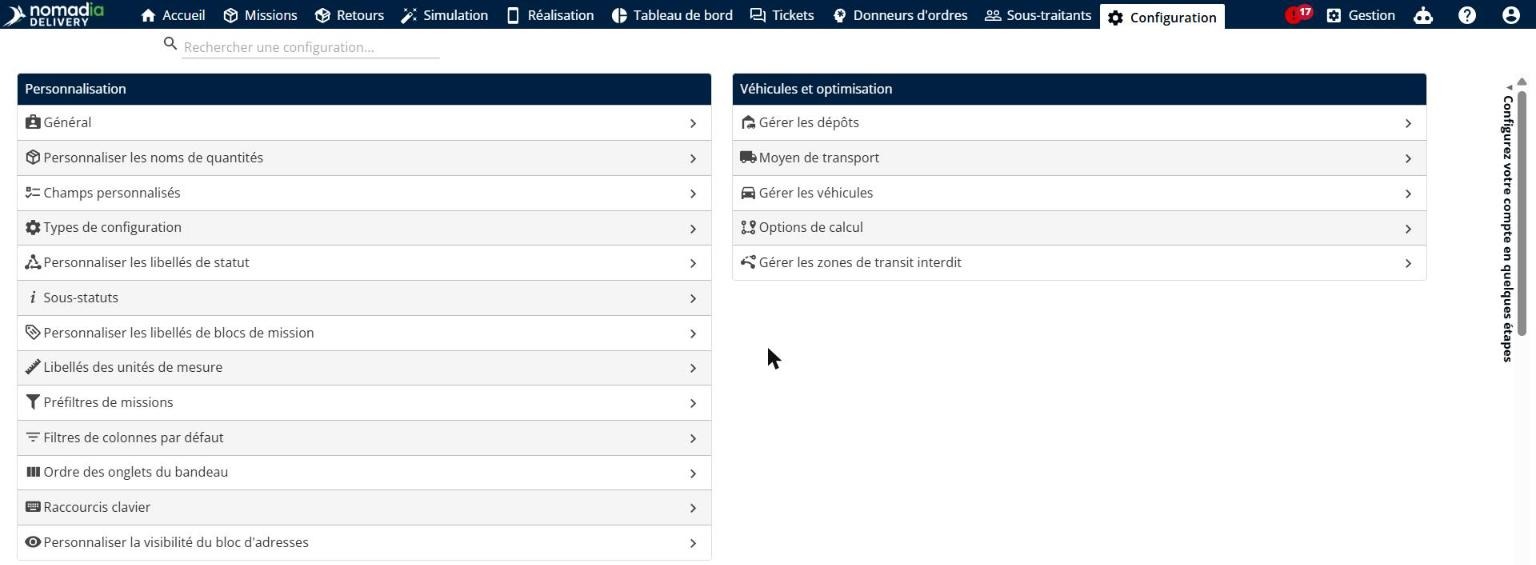 nomadia DELIVERY
Accueil Missions Retours Simulation Réalisation Tableau de bord Tickets Donneurs d'ordres Sous-traitants Configuration 17 Gestion
Rechercher une configuration...
Personnalisation
Général
Personnaliser les noms de quantités
Champs personnalisés
Types de configuration
Personnaliser les libellés de statut
Sous-statuts
Personnaliser les libellés de blocs de mission
Libellés des unités de mesure
Préfiltres de missions
Filtres de colonnes par défaut
Ordre des onglets du bandeau
Raccourcis clavier
Personnaliser la visibilité du bloc d'adresses
Véhicules et optimisation
Gérer les dépôts
Moyen de transport
Gérer les véhicules
Options de calcul
Gérer les zones de transit interdit
Configurez votre compte en quelques étapes